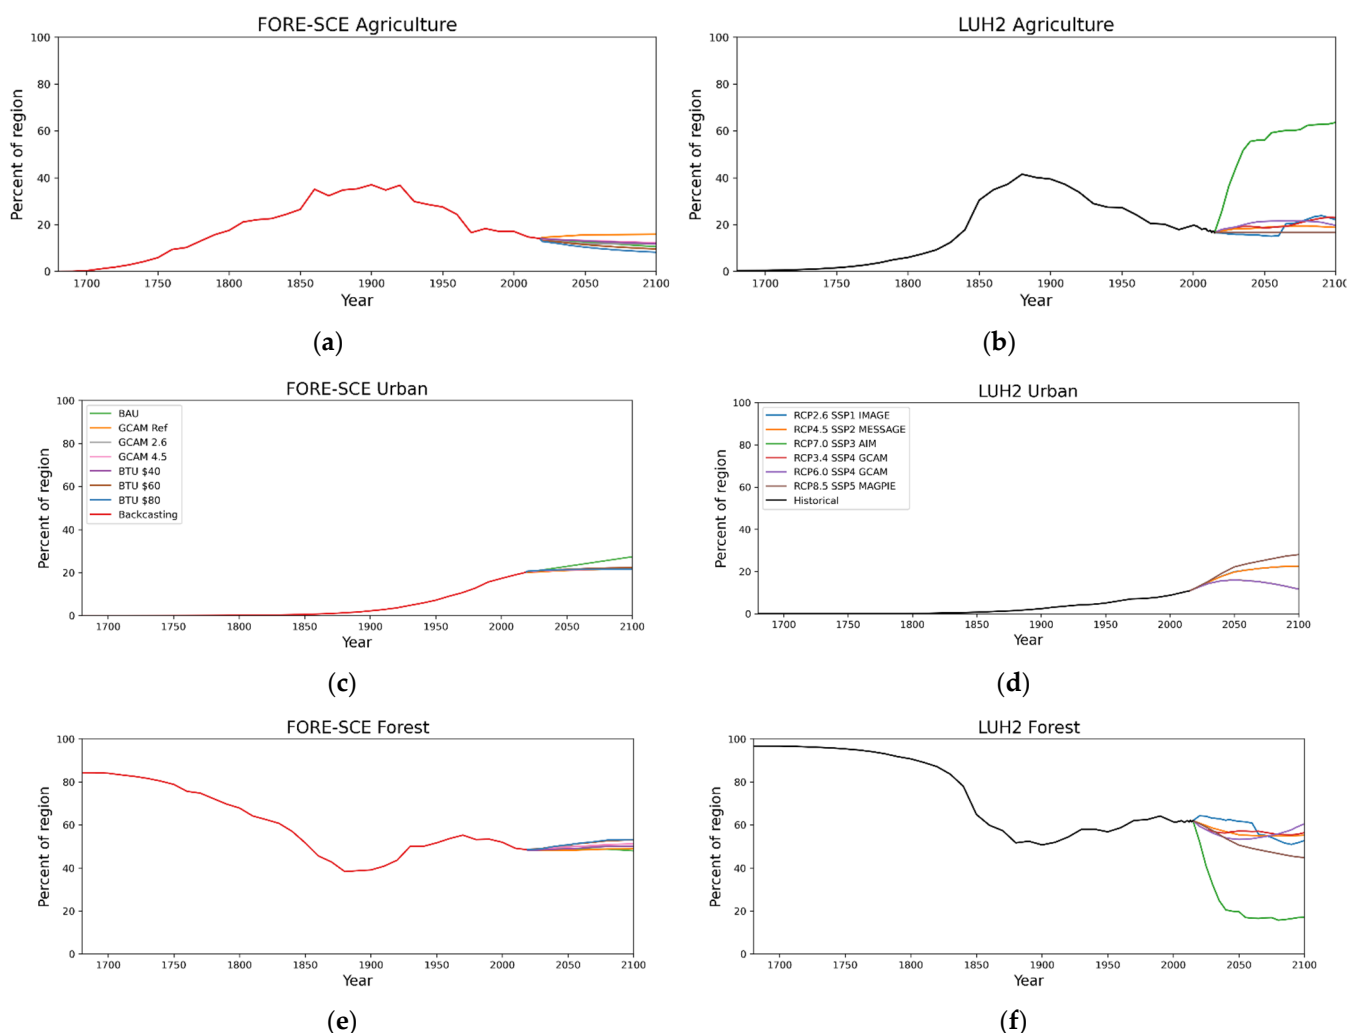 FORE-SCE Agriculture
100
80
60
40
20
0
Percent of region
1700 1750 1800 1850 1900 1950 2000 2050 2100
Year
(a)
LUH2 Agriculture
100
80
60
40
20
0
Percent of region
1700 1750 1800 1850 1900 1950 2000 2050 2100
Year
(b)
FORE-SCE Urban
100
80
60
40
20
0
Percent of region
BAU
GCAM Ref
GCAM 2.6
GCAM 4.5
BTU $40
BTU $60
BTU $80
Backcasting
1700 1750 1800 1850 1900 1950 2000 2050 2100
Year
(c)
LUH2 Urban
100
80
60
40
20
0
Percent of region
RCP2.6 SSP1 IMAGE
RCP4.5 SSP2 MESSAGE
RCP7.0 SSP3 AIM
RCP3.4 SSP4 GCAM
RCP6.0 SSP4 GCAM
RCP8.5 SSP5 MAGPIE
Historical
1700 1750 1800 1850 1900 1950 2000 2050 2100
Year
(d)
FORE-SCE Forest
100
80
60
40
20
0
Percent of region
1700 1750 1800 1850 1900 1950 2000 2050 2100
Year
(e)
LUH2 Forest
100
80
60
40
20
0
Percent of region
1700 1750 1800 1850 1900 1950 2000 2050 2100
Year
(f)